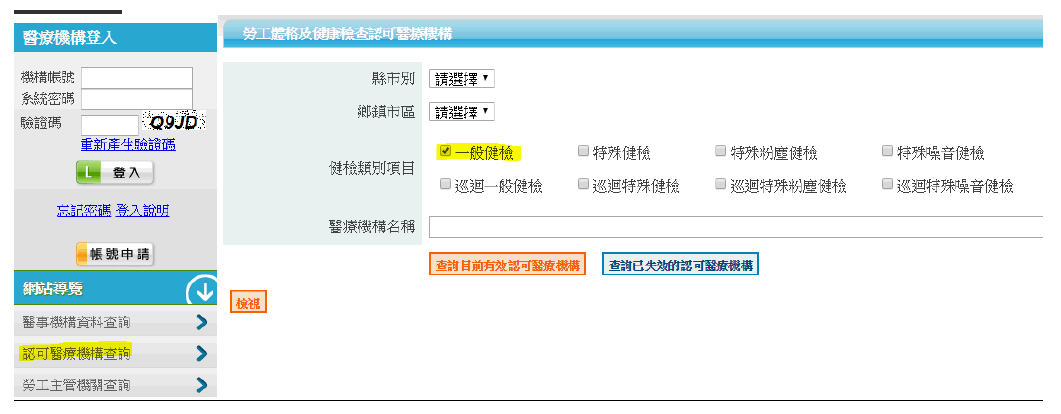 醫療機構登入
機構帳號
系統密碼
驗證碼 Q9JD
重新產生驗證碼
L 登入
忘記密碼 登入說明
帳號申請
網站導覽
醫事機構資料查詢
認可醫療機構查詢
勞工主管機關查詢
勞工體格及健康檢查認可醫療機構
縣市別 請選擇
鄉鎮市區 請選擇
健檢類別項目
一般健檢 特殊健檢 特殊粉塵健檢 特殊噪音健檢
巡迴一般健檢 巡迴特殊健檢 巡迴特殊粉塵健檢 巡迴特殊噪音健檢
醫療機構名稱
查詢目前有效認可醫療機構 查詢已失效的認可醫療機構
檢視